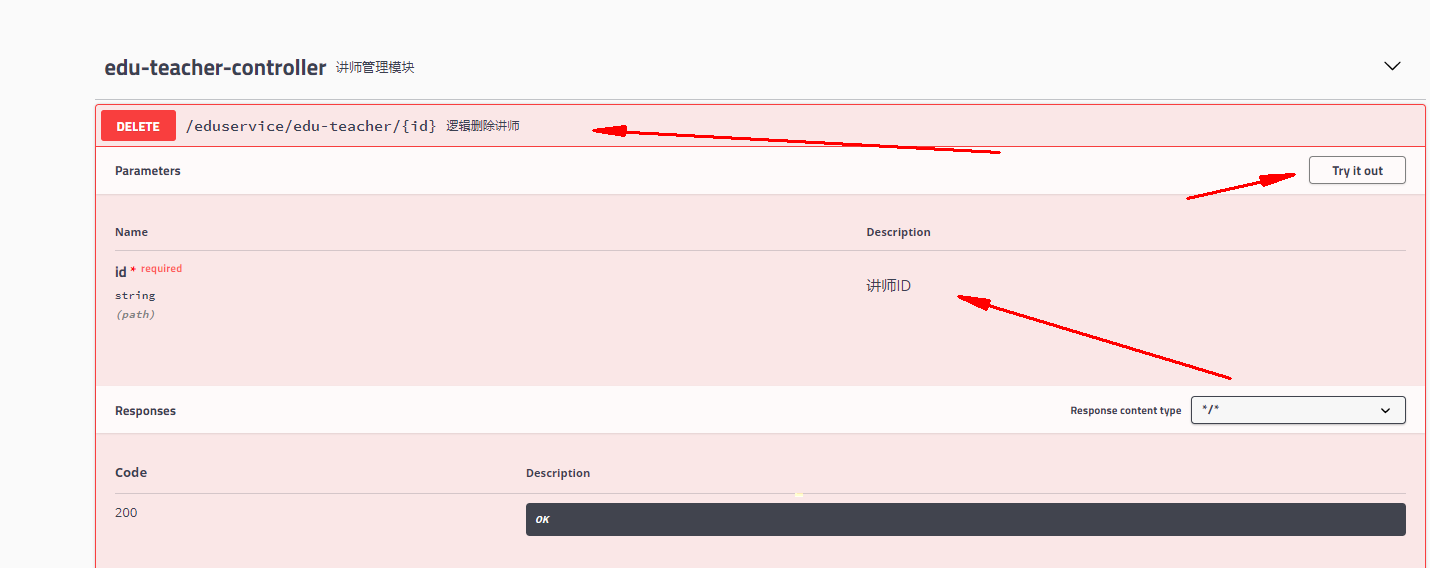 edu-teacher-controller 讲师管理模块
DELETE /eduservice/edu-teacher/{id} 逻辑删除讲师
Parameters Try it out
Name Description
id * required
string
(path)
讲师ID
Responses Response content type */*
Code Description
200 OK